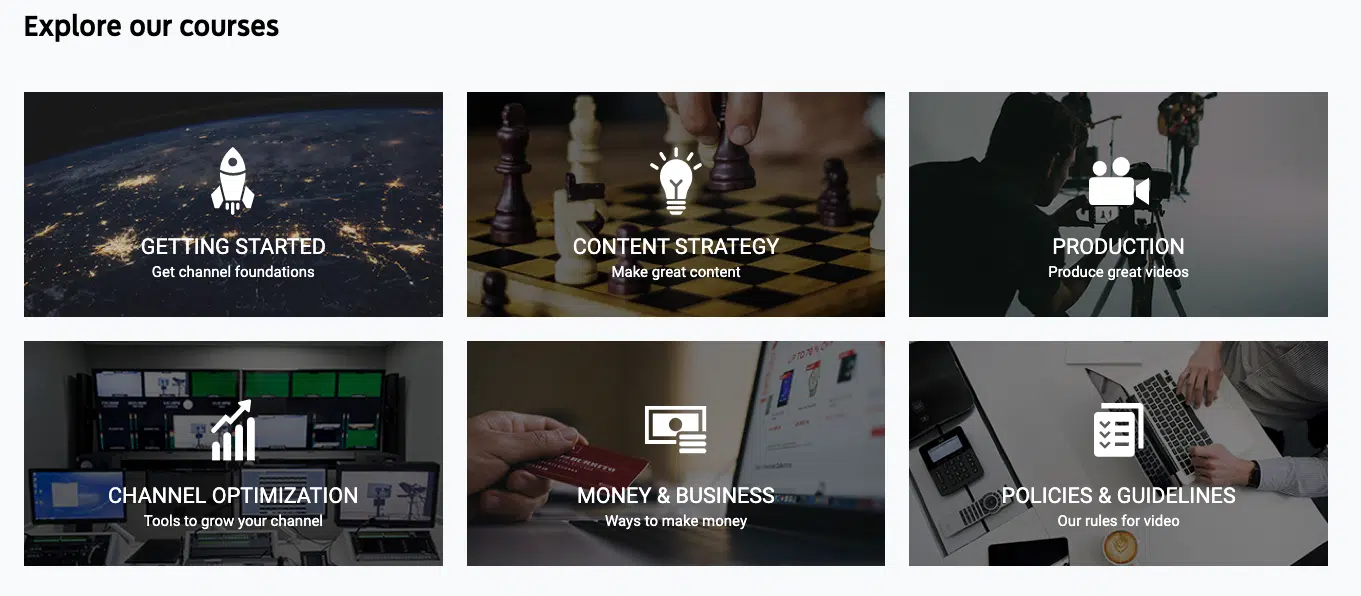 Explore our courses
GETTING STARTED
Get channel foundations
CONTENT STRATEGY
Make great content
PRODUCTION
Produce great videos
CHANNEL OPTIMIZATION
Tools to grow your channel
MONEY & BUSINESS
Ways to make money
POLICIES & GUIDELINES
Our rules for video